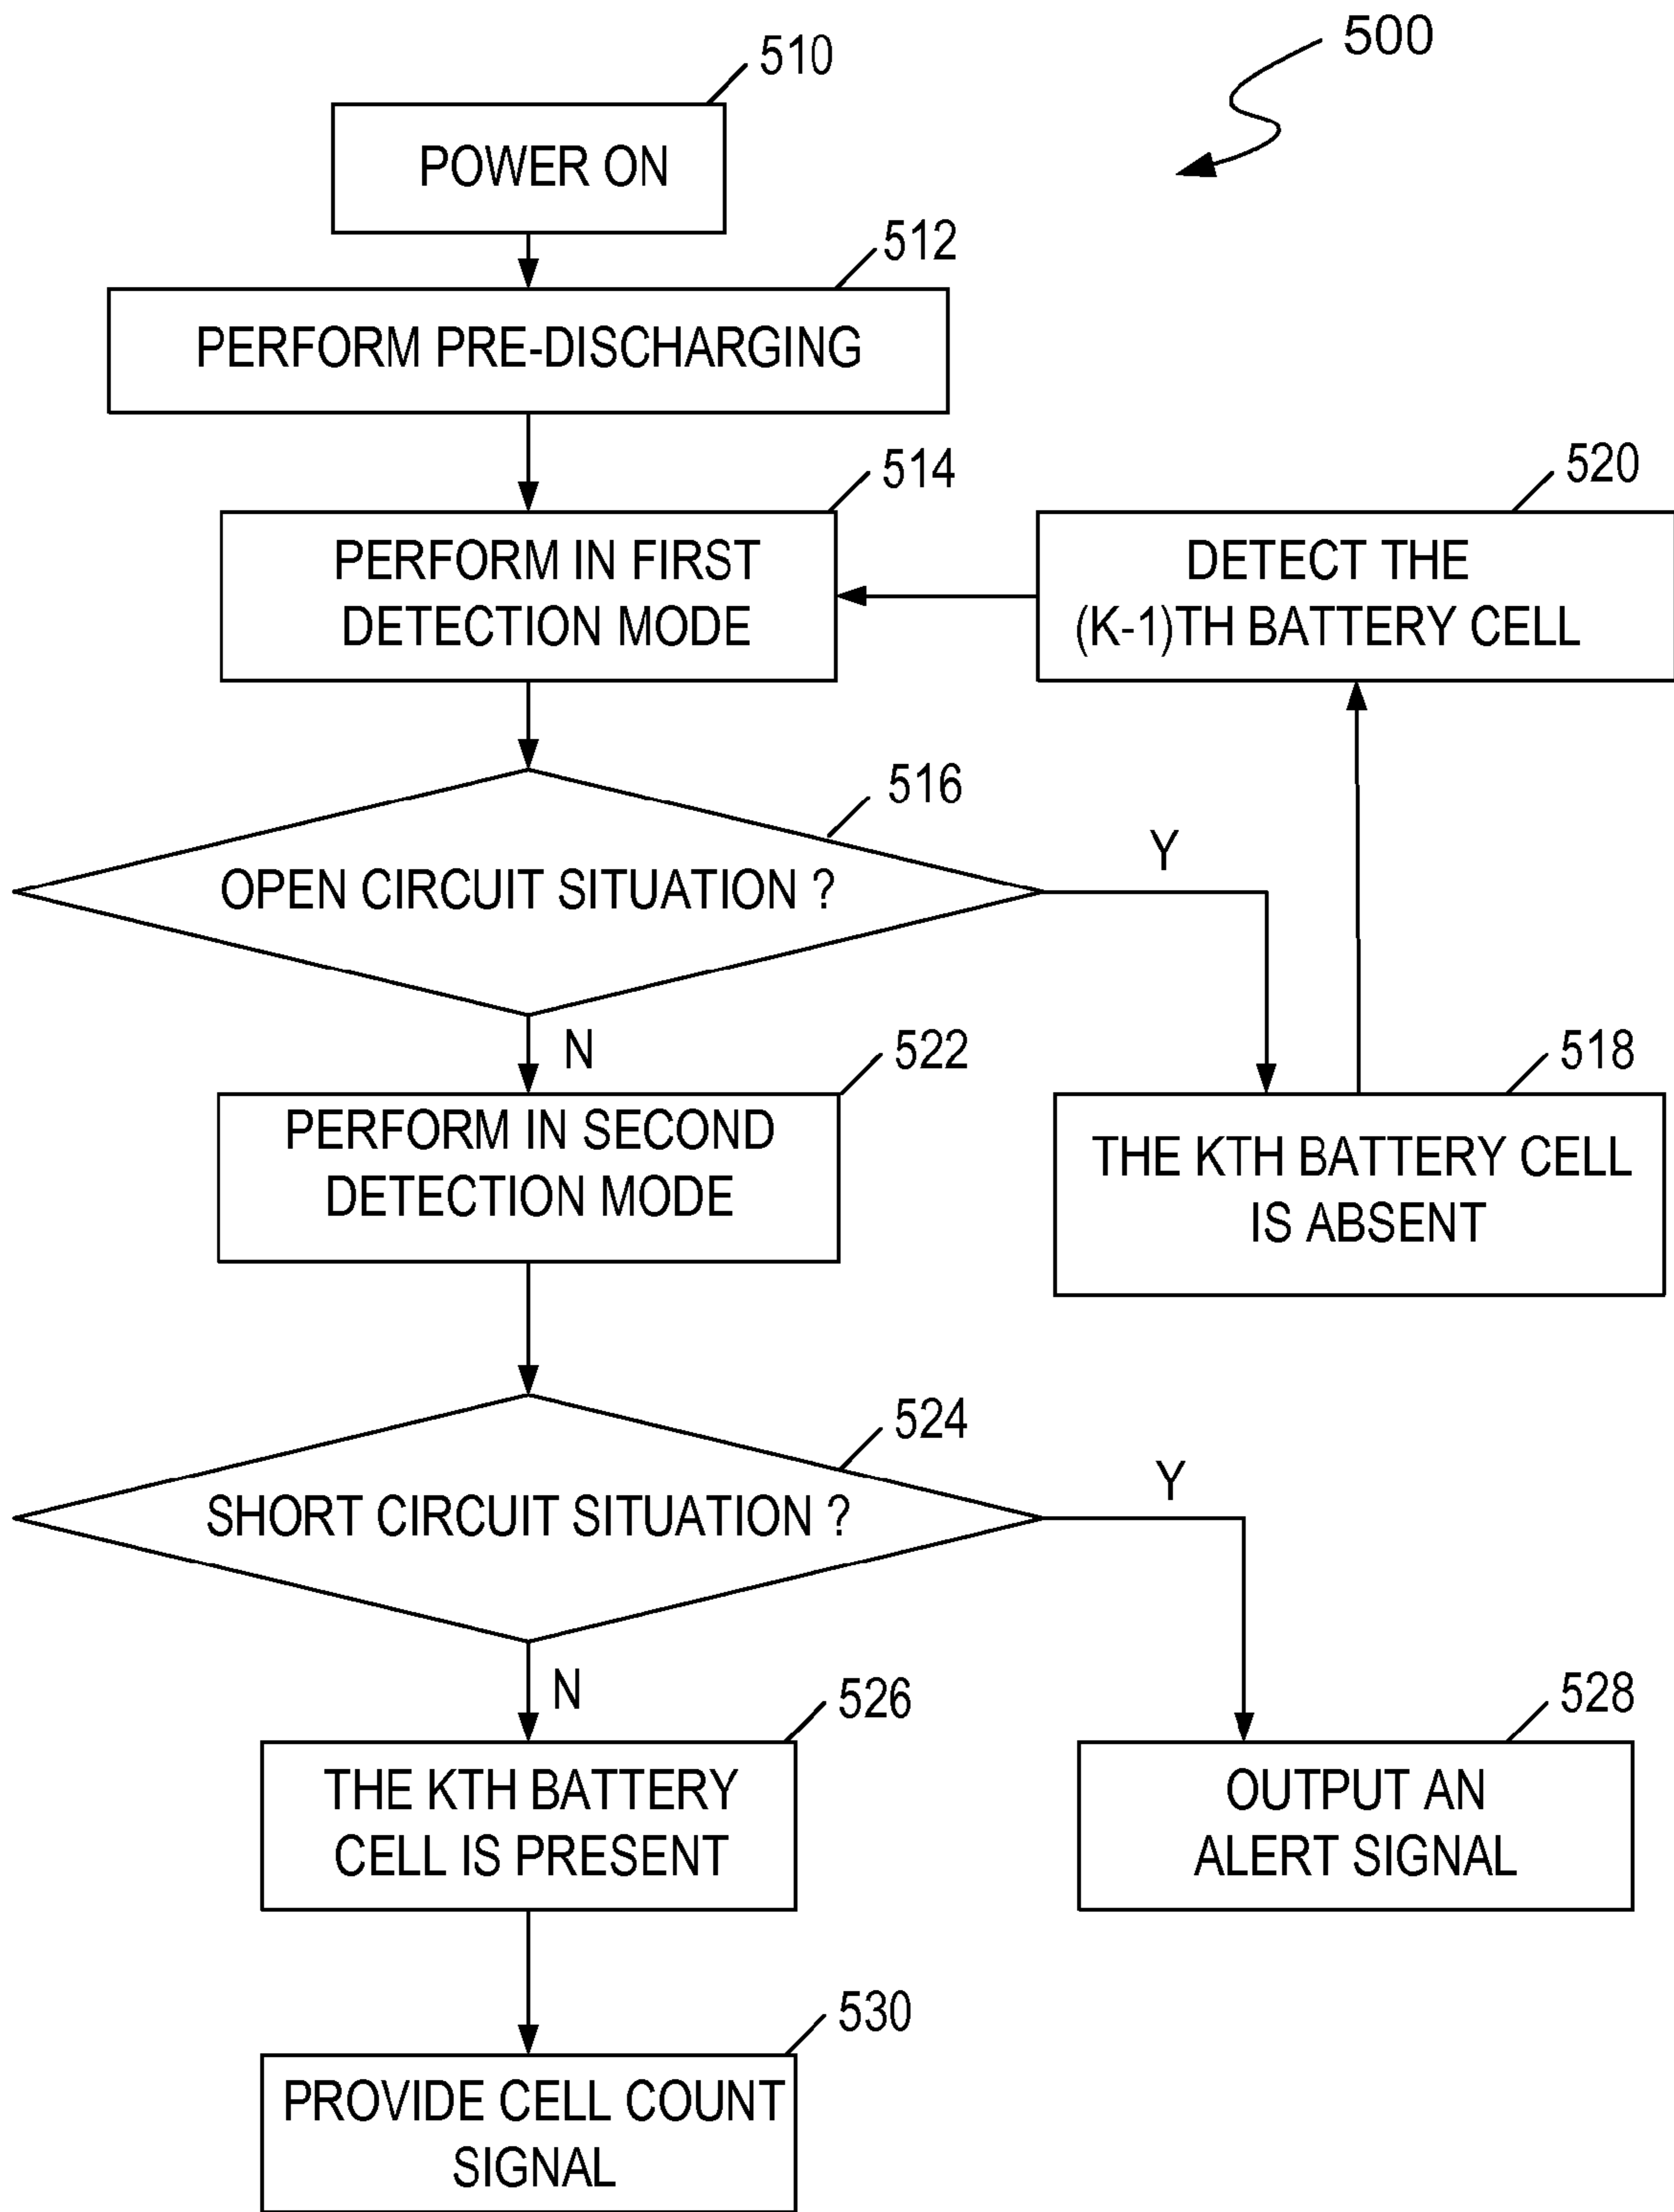 500
510
POWER ON
512
PERFORM PRE-DISCHARGING
514
PERFORM IN FIRST
DETECTION MODE
520
DETECT THE
(K-1)TH BATTERY CELL
516
OPEN CIRCUIT SITUATION ?
Y
N
518
THE KTH BATTERY CELL
IS ABSENT
522
PERFORM IN SECOND
DETECTION MODE
524
SHORT CIRCUIT SITUATION ?
Y
N
526
THE KTH BATTERY
CELL IS PRESENT
528
OUTPUT AN
ALERT SIGNAL
530
PROVIDE CELL COUNT
SIGNAL